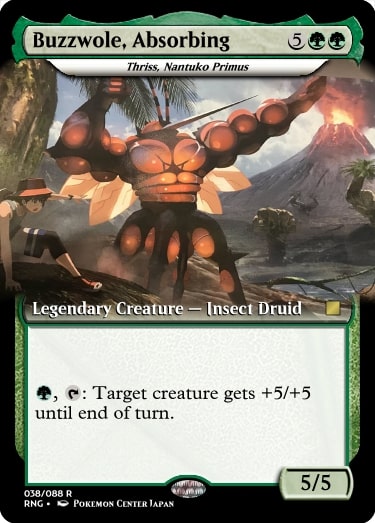 Buzzwole, Absorbing 5
Thriss, Nantuko Primus
Legendary Creature — Insect Druid
, : Target creature gets +5/+5
until end of turn.
5/5
038/088 R
RNG • Pokemon Center Japan